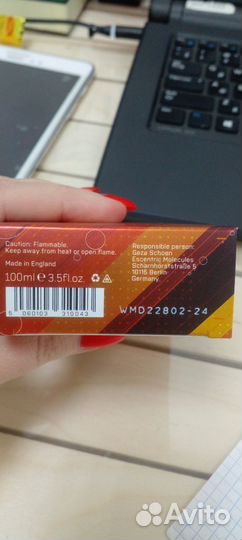 Caution: Flammable.
Keep away from heat or open flame.
Made in England
100ml e 3.5fl.oz.
5 060103 210043
Responsible person:
Geza Schoen
Escentric Molecules
Scharnhorststraße 5
10115 Berlin
Germany
WMD22802-24
Avito